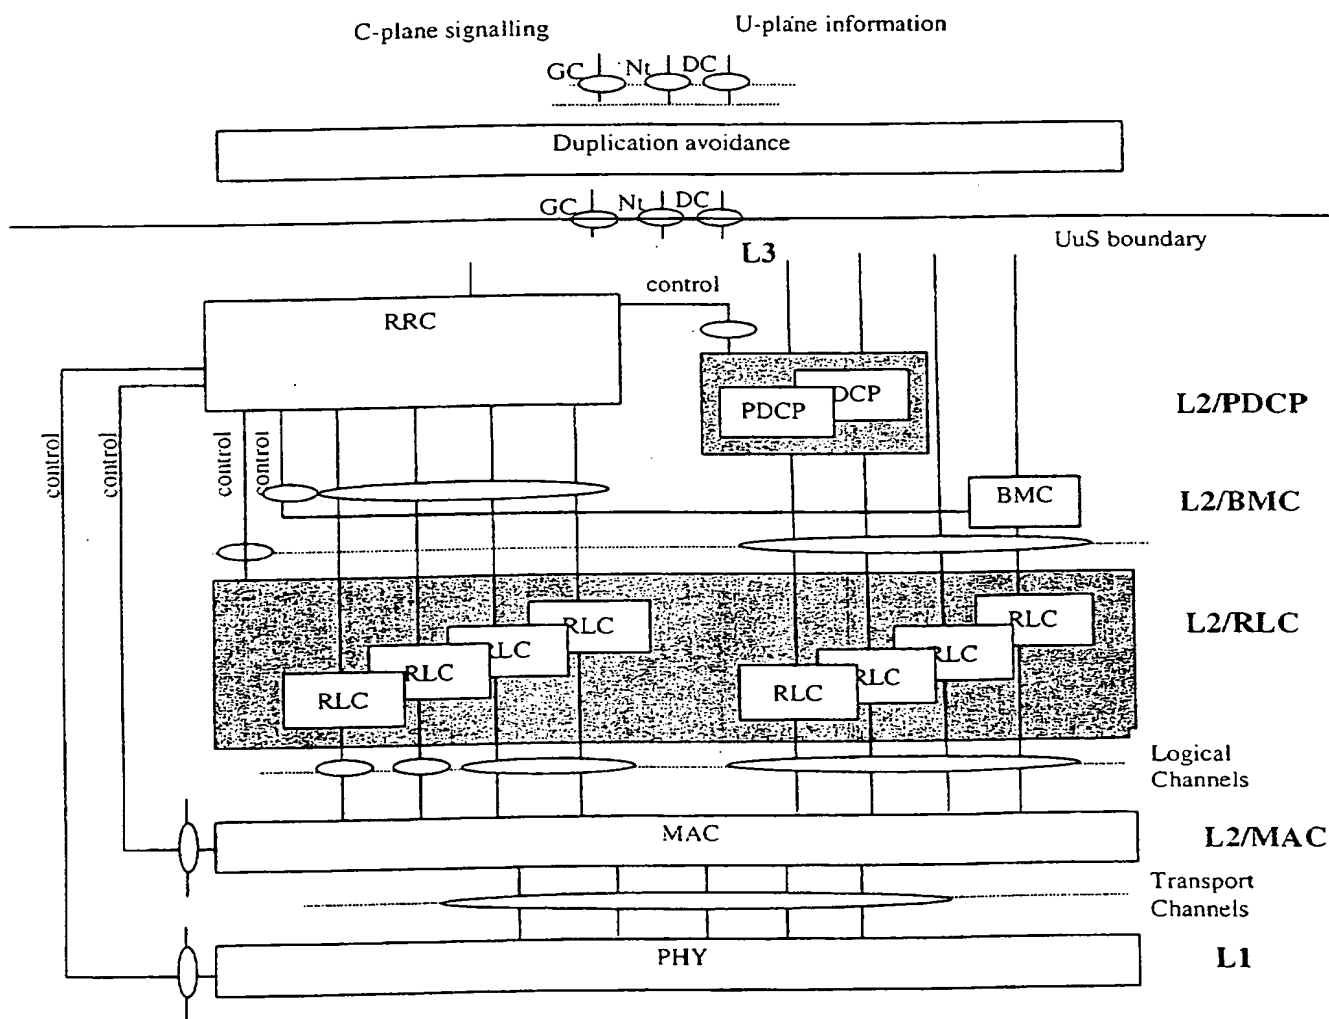 C-plane signalling
U-plane information
GC
Nt
DC
Duplication avoidance
GC
Nt
DC
UuS boundary
L3
control
RRC
DCP
PDCP
L2/PDCP
control
control
control
control
BMC
L2/BMC
RLC
RLC
RLC
RLC
RLC
RLC
RLC
RLC
L2/RLC
Logical
Channels
MAC
L2/MAC
Transport
Channels
PHY
L1